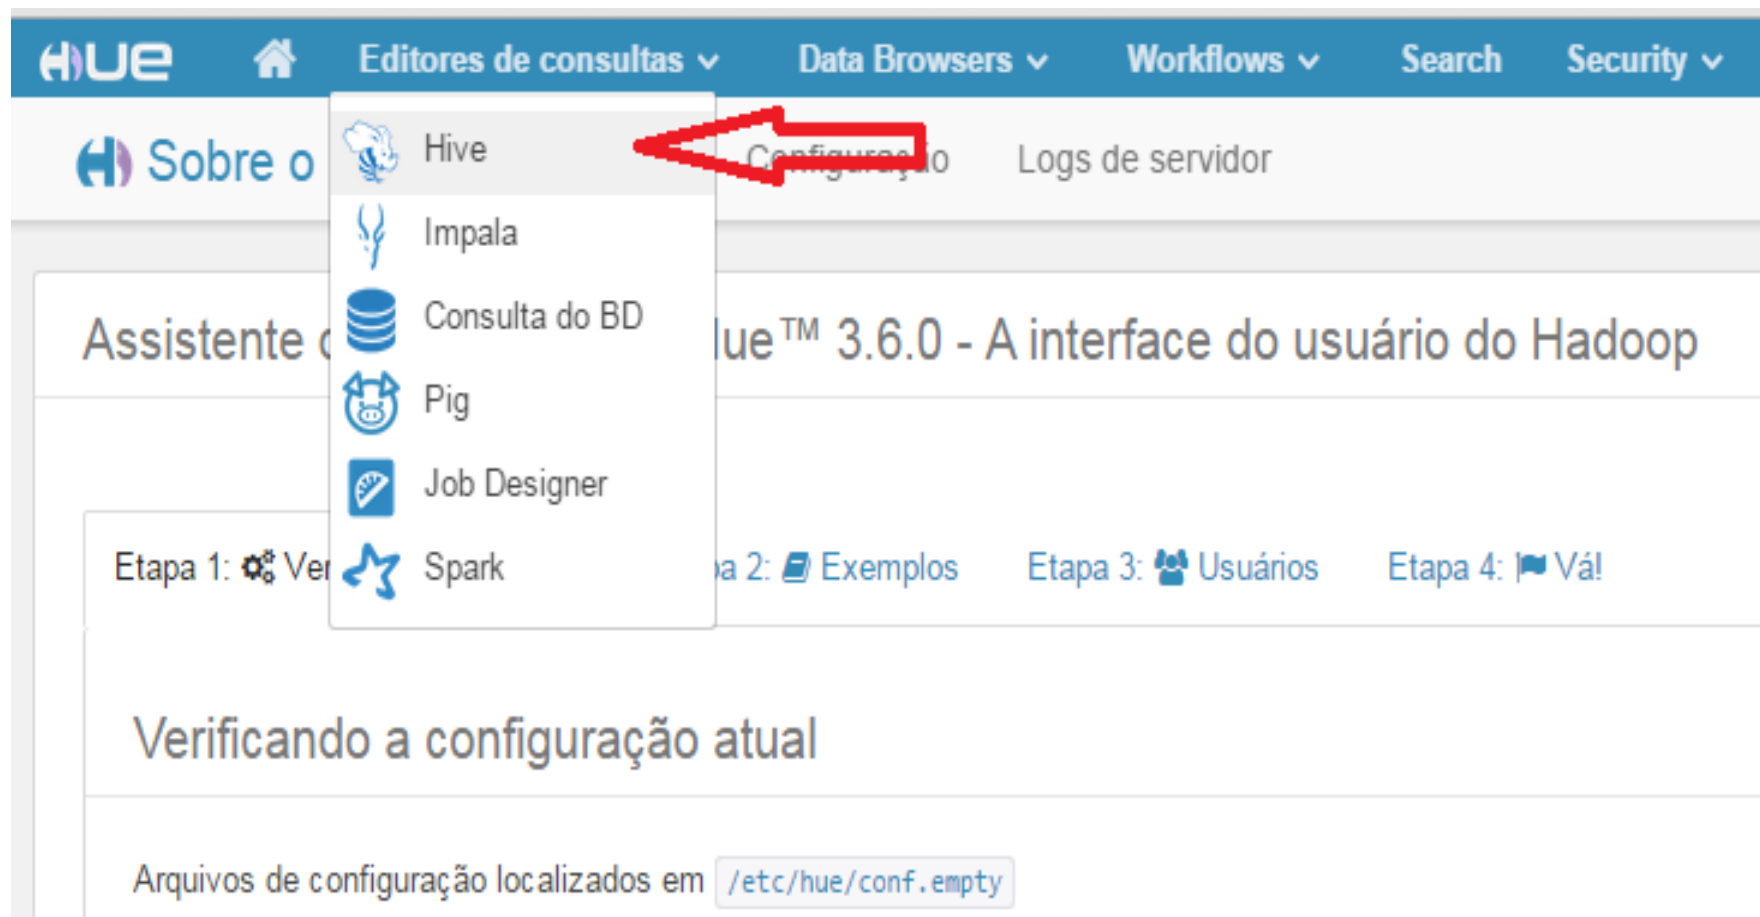 HUE Editores de consultas Data Browsers Workflows Search Security
Sobre o Configuração Logs de servidor
Hive
Impala
Consulta do BD
Pig
Job Designer
Spark
Assistente ™ 3.6.0 - A interface do usuário do Hadoop
Etapa 1: 2: Exemplos Etapa 3: Usuários Etapa 4: Vá!
Verificando a configuração atual
Arquivos de configuração localizados em /etc/hue/conf.empty